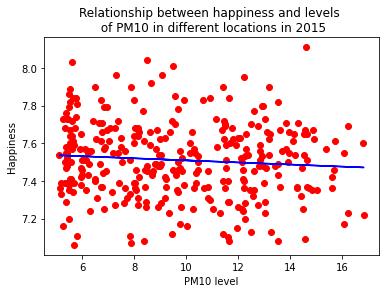 Relationship between happiness and levels
of PM10 in different locations in 2015
8.0
7.8
7.6
7.4
7.2
Happiness
6
8
10
12
14
16
PM10 level